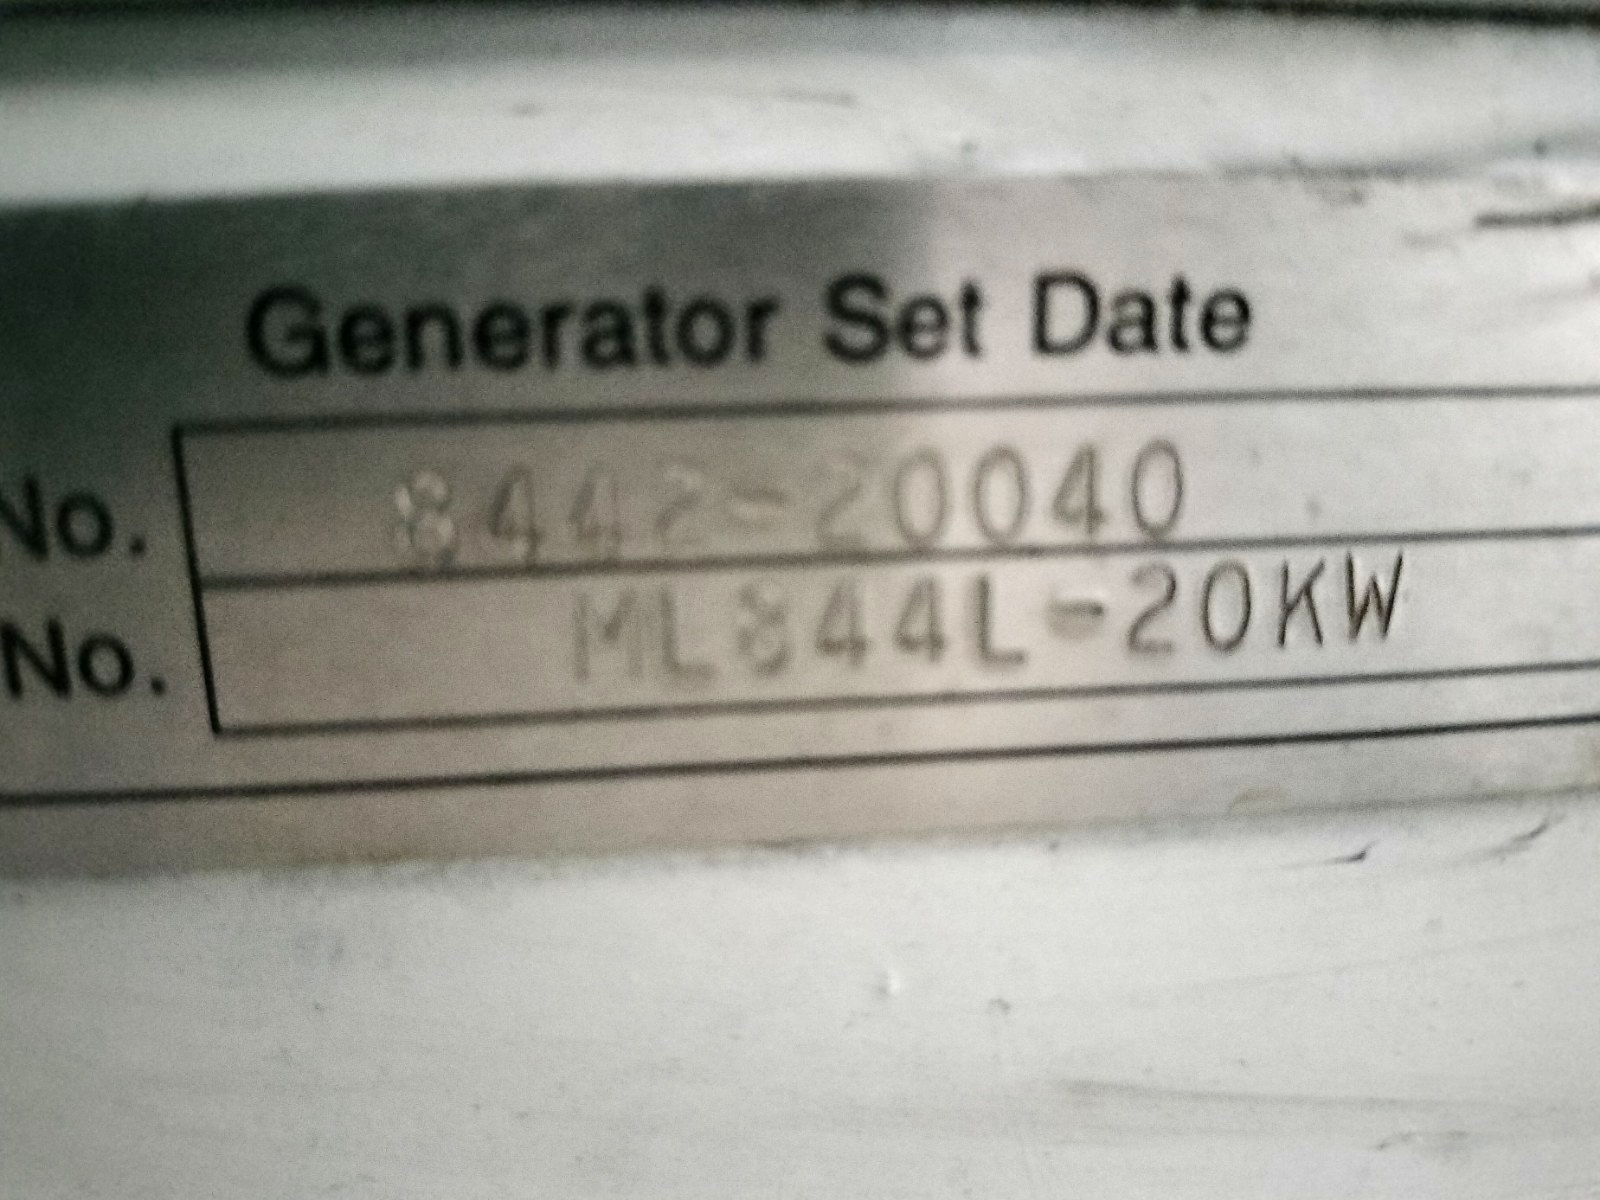 Generator Set Date
No. 8442-20040
No. ML844L-20KW